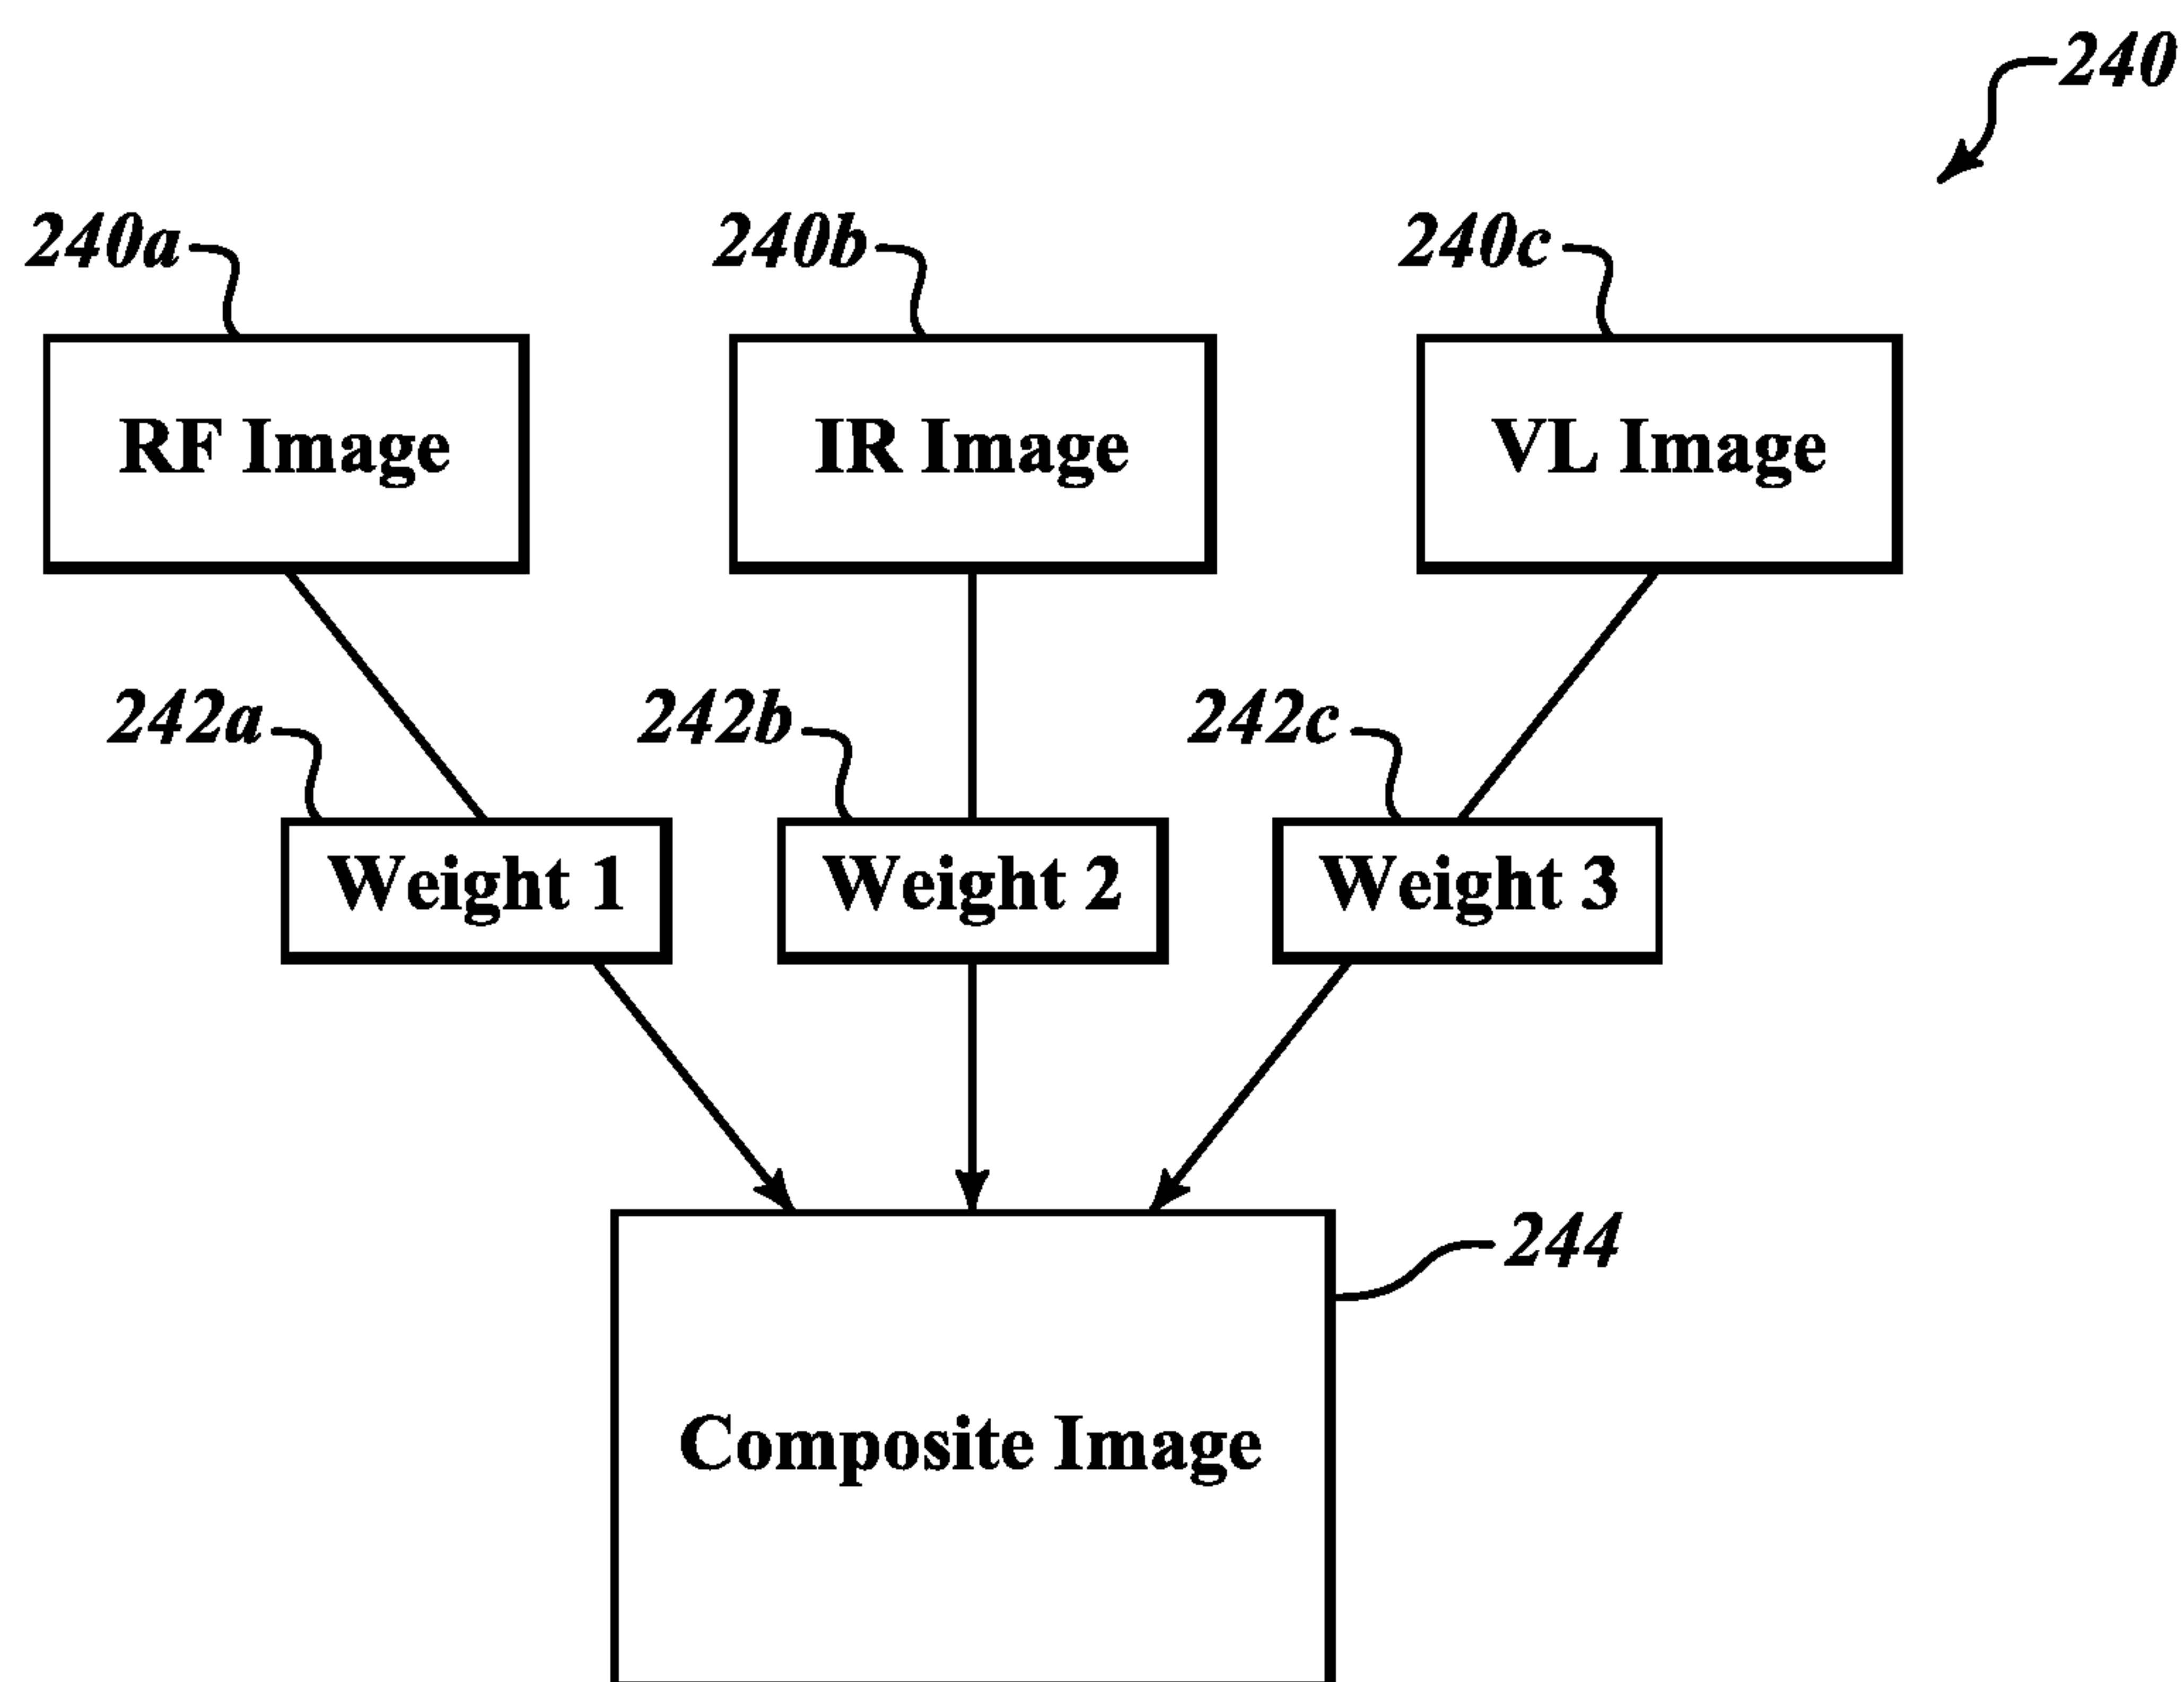 240
240a
240b
240c
RF Image
IR Image
VL Image
242a
242b
242c
Weight 1
Weight 2
Weight 3
244
Composite Image